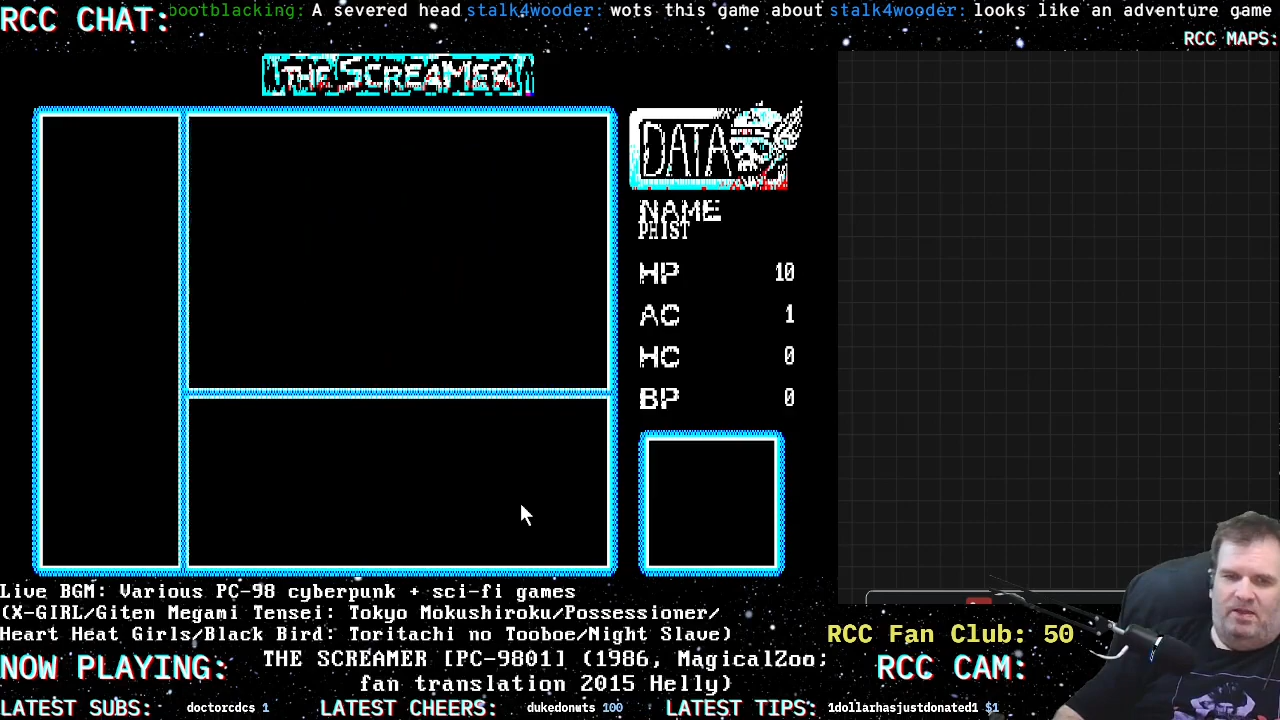 RCC CHAT:
bootblacking: A severed head stalk4wooder: wots this game about stalk4wooder: looks like an adventure game
RCC MAPS:
THE SCREAMER
DATA
NAME
PHIST
HP 10
AC 1
HC 0
BP 0
Live BGM: Various PC-98 cyberpunk + sci-fi games
(X-GIRL/Giten Megami Tensei: Tokyo Mokushiroku/Possessioner/
Heart Heat Girls/Black Bird: Toritachi no Tooboe/Night Slave)
RCC Fan Club: 50
NOW PLAYING:
THE SCREAMER [PC-9801] (1986, MagicalZoo;
fan translation 2015 Helly)
RCC CAM:
LATEST SUBS: doctorcdcs 1 LATEST CHEERS: dukedonuts 100 LATEST TIPS: 1dollarhasjustdonated1 $1